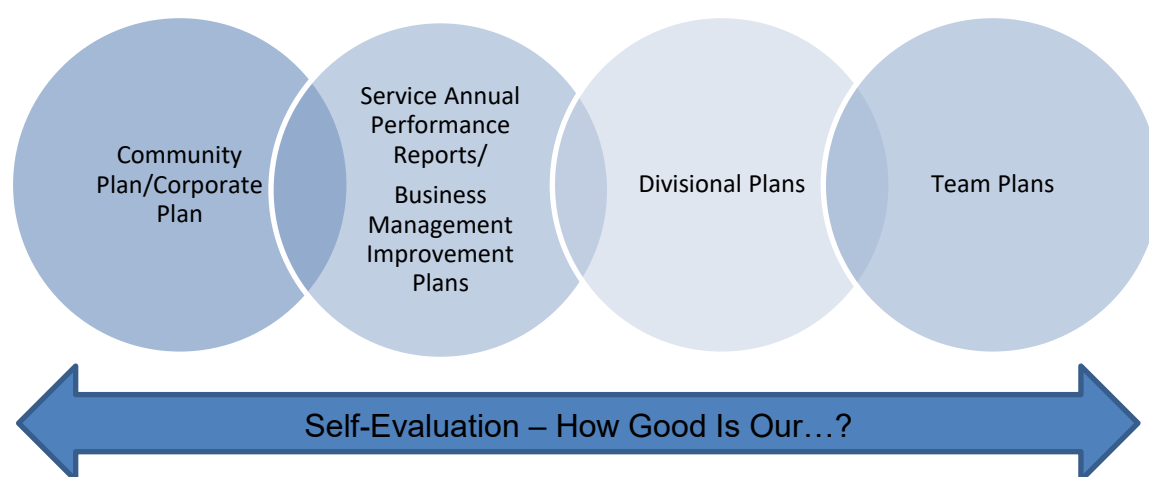 Community
Plan/Corporate
Plan
Service Annual
Performance
Reports/
Business
Management
Improvement
Plans
Divisional Plans
Team Plans
Self-Evaluation – How Good Is Our…?